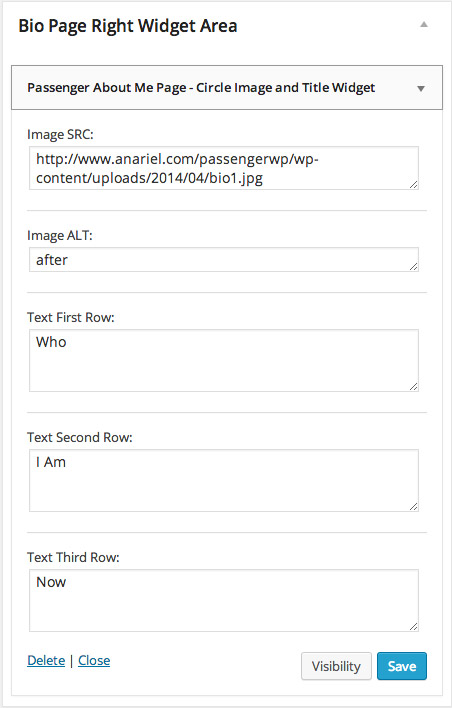 Bio Page Right Widget Area
Passenger About Me Page - Circle Image and Title Widget
Image SRC:
http://www.anariel.com/passengerwp/wp-
content/uploads/2014/04/bio1.jpg
Image ALT:
after
Text First Row:
Who
Text Second Row:
I Am
Text Third Row:
Now
Delete | Close Visibility Save